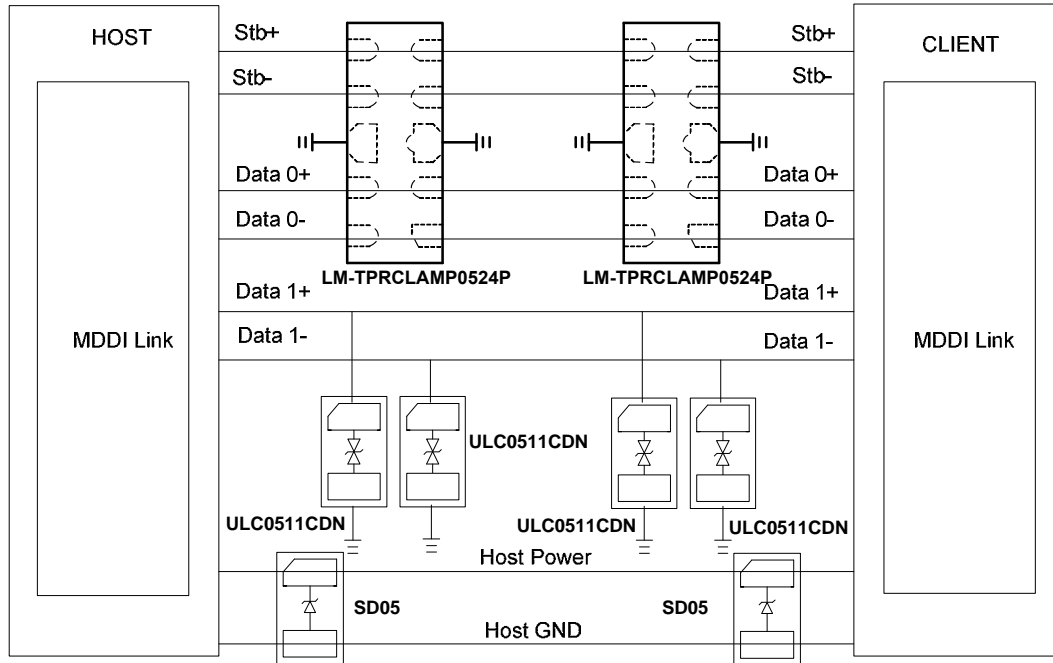 HOST
CLIENT
Stb+
Stb+
Stb-
Stb-
Data 0+
Data 0+
Data 0-
Data 0-
LM-TPRCLAMP0524P
LM-TPRCLAMP0524P
Data 1+
Data 1+
MDDI Link
Data 1-
Data 1-
MDDI Link
ULC0511CDN
ULC0511CDN
ULC0511CDN
ULC0511CDN
Host Power
SD05
SD05
Host GND